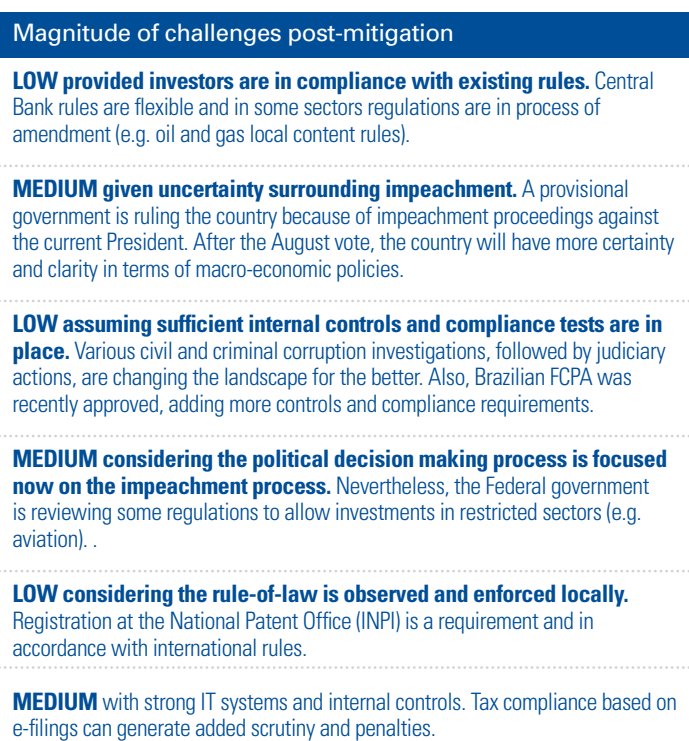 Magnitude of challenges post-mitigation
LOW provided investors are in compliance with existing rules. Central
Bank rules are flexible and in some sectors regulations are in process of
amendment (e.g. oil and gas local content rules).
MEDIUM given uncertainty surrounding impeachment. A provisional
government is ruling the country because of impeachment proceedings against
the current President. After the August vote, the country will have more certainty
and clarity in terms of macro-economic policies.
LOW assuming sufficient internal controls and compliance tests are in
place. Various civil and criminal corruption investigations, followed by judiciary
actions, are changing the landscape for the better. Also, Brazilian FCPA was
recently approved, adding more controls and compliance requirements.
MEDIUM considering the political decision making process is focused
now on the impeachment process. Nevertheless, the Federal government
is reviewing some regulations to allow investments in restricted sectors (e.g.
aviation). .
LOW considering the rule-of-law is observed and enforced locally.
Registration at the National Patent Office (INPI) is a requirement and in
accordance with international rules.
MEDIUM with strong IT systems and internal controls. Tax compliance based on
e-filings can generate added scrutiny and penalties.